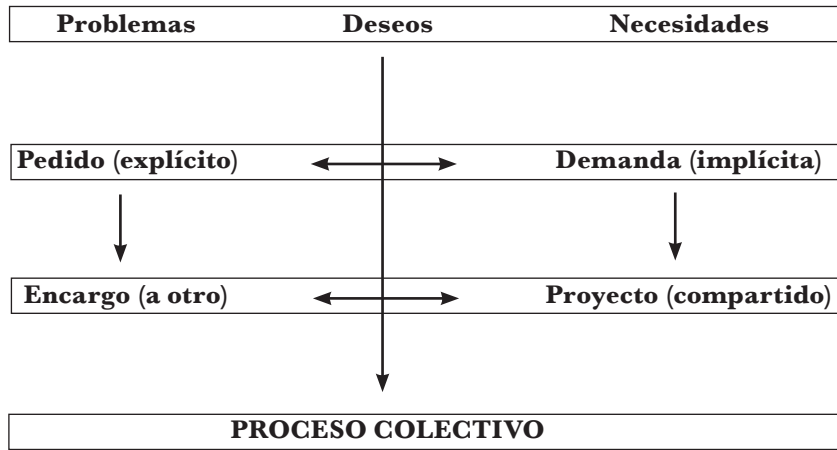 Problemas Deseos Necesidades
Pedido (explícito) Demanda (implícita)
Encargo (a otro) Proyecto (compartido)
PROCESO COLECTIVO